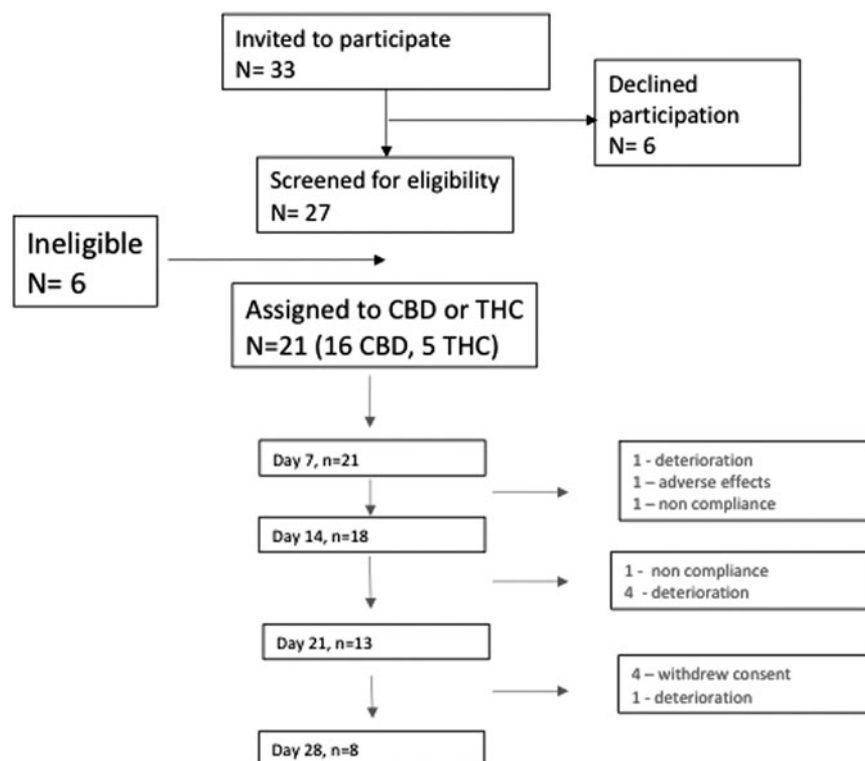 Invited to participate
N= 33
Declined
participation
N= 6
Screened for eligibility
N= 27
Ineligible
N= 6
Assigned to CBD or THC
N=21 (16 CBD, 5 THC)
Day 7, n=21
1 - deterioration
1 – adverse effects
1 – non compliance
Day 14, n=18
1 - non compliance
4 - deterioration
Day 21, n=13
4 – withdrew consent
1 - deterioration
Day 28, n=8